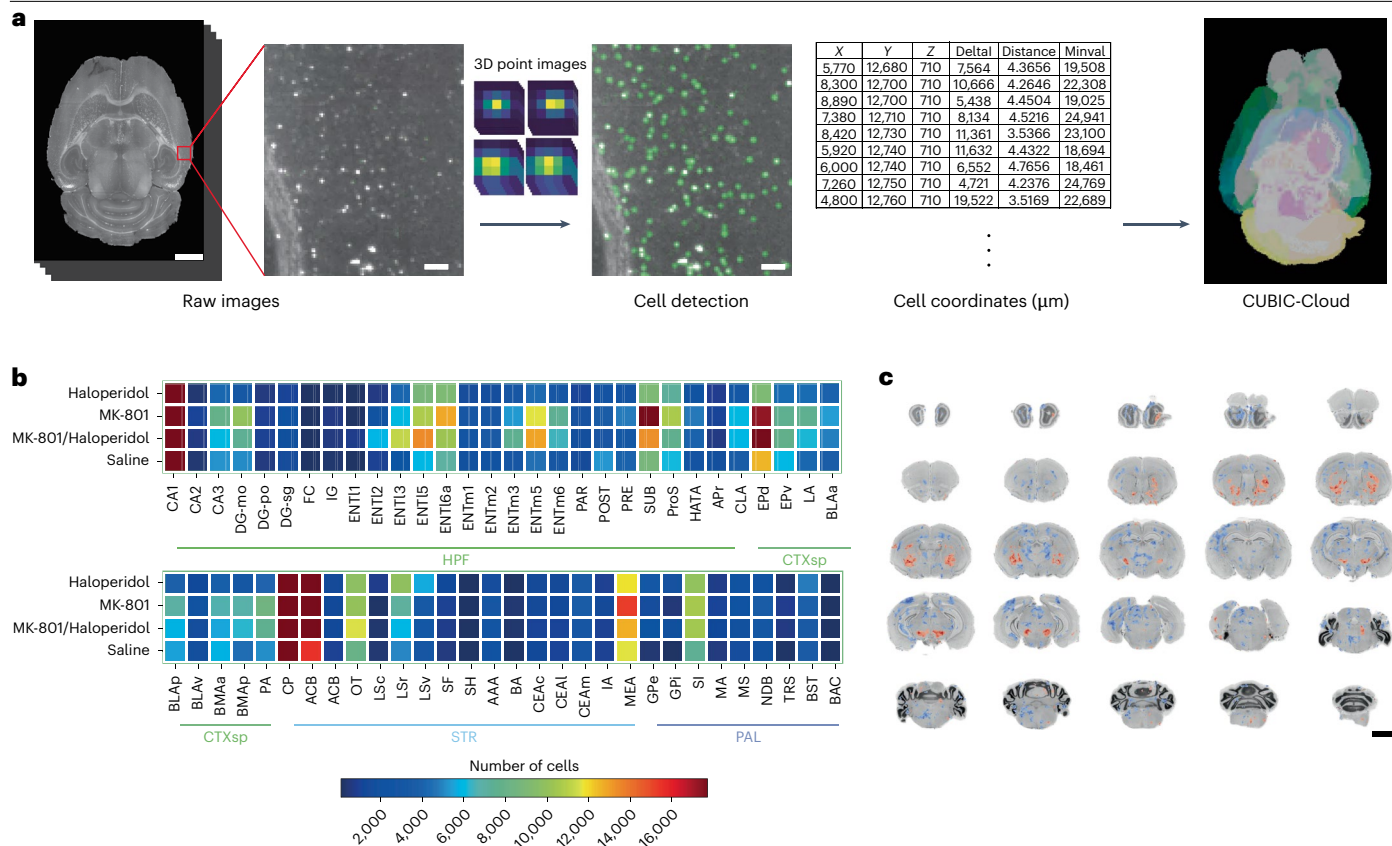 a
3D point images
X Y Z DeltaI Distance Minval
5,770 12,680 710 7,564 4.3656 19,508
8,300 12,700 710 10,666 4.2646 22,308
8,890 12,700 710 5,438 4.4504 19,025
7,380 12,710 710 8,134 4.5216 24,941
8,420 12,730 710 11,361 3.5366 23,100
5,920 12,740 710 11,632 4.4322 18,694
6,000 12,740 710 6,552 4.7656 18,461
7,260 12,750 710 4,721 4.2376 24,769
4,800 12,760 710 19,522 3.5169 22,689
Raw images
Cell detection
Cell coordinates (μm)
CUBIC-Cloud
b
Haloperidol
MK-801
MK-801/Haloperidol
Saline
CA1 CA2 CA3 DG-mo DG-po DG-sg FC IG ENTl1 ENTl2 ENTl3 ENTl5 ENTl6a ENTm1 ENTm2 ENTm3 ENTm5 ENTm6 PAR POST PRE SUB ProS HATA APr CLA EPd EPv LA BLAa
HPF CTXsp
Haloperidol
MK-801
MK-801/Haloperidol
Saline
BLAp BLAv BMAa BMAp PA CP ACB ACB OT LSc LSr LSv SF SH AAA BA CEAc CEAl CEAm IA MEA GPe GPi SI MA MS NDB TRS BST BAC
CTXsp STR PAL
Number of cells
2,000 4,000 6,000 8,000 10,000 12,000 14,000 16,000
c